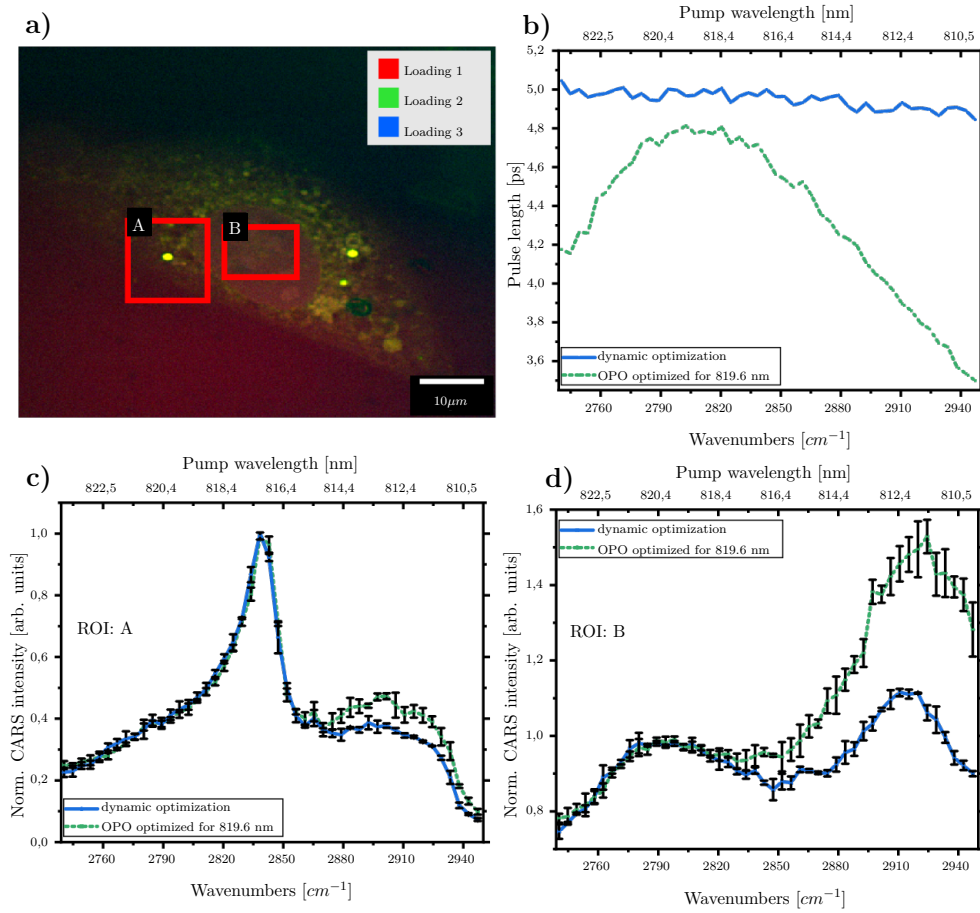 a)
Loading 1
Loading 2
Loading 3
A
B
10μm
b)
Pump wavelength [nm]
822,5 820,4 818,4 816,4 814,4 812,4 810,5
5,2
5,0
4,8
4,6
4,4
4,2
4,0
3,8
3,6
Pulse length [ps]
dynamic optimization
OPO optimized for 819.6 nm
2760 2790 2820 2850 2880 2910 2940
Wavenumbers [cm⁻¹]
c)
Pump wavelength [nm]
822,5 820,4 818,4 816,4 814,4 812,4 810,5
1,0
0,8
0,6
0,4
0,2
0,0
Norm. CARS intensity [arb. units]
ROI: A
dynamic optimization
OPO optimized for 819.6 nm
2760 2790 2820 2850 2880 2910 2940
Wavenumbers [cm⁻¹]
d)
Pump wavelength [nm]
822,5 820,4 818,4 816,4 814,4 812,4 810,5
1,6
1,4
1,2
1,0
0,8
Norm. CARS intensity [arb. units]
dynamic optimization
OPO optimized for 819.6 nm
ROI: B
2760 2790 2820 2850 2880 2910 2940
Wavenumbers [cm⁻¹]